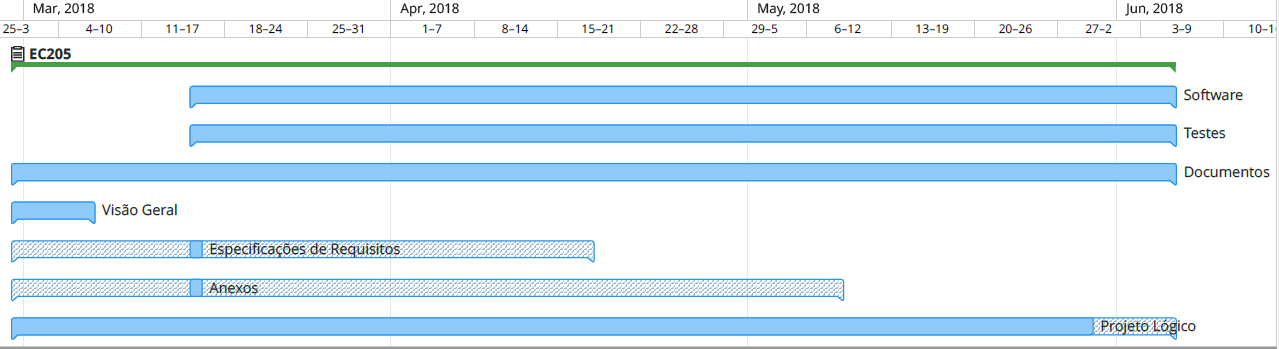 Mar, 2018 Apr, 2018 May, 2018 Jun, 2018
25–3 4–10 11–17 18–24 25–31 1–7 8–14 15–21 22–28 29–5 6–12 13–19 20–26 27–2 3–9
EC205
Software
Testes
Documentos
Visão Geral
Especificações de Requisitos
Anexos
Projeto Lógico